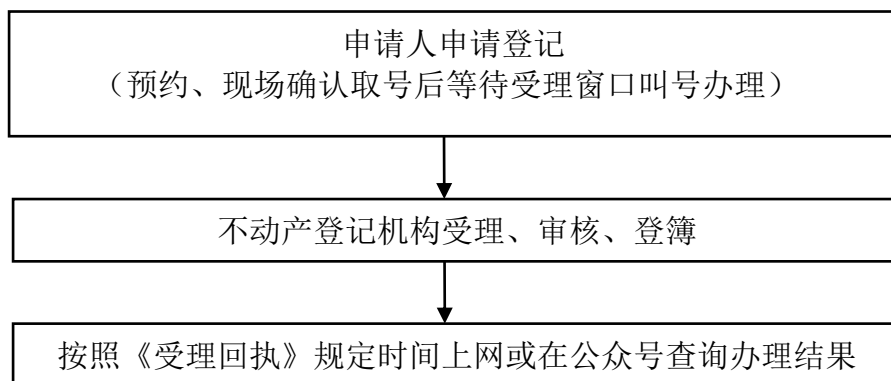 申请人申请登记
（预约、现场确认取号后等待受理窗口叫号办理）
不动产登记机构受理、审核、登簿
按照《受理回执》规定时间上网或在公众号查询办理结果